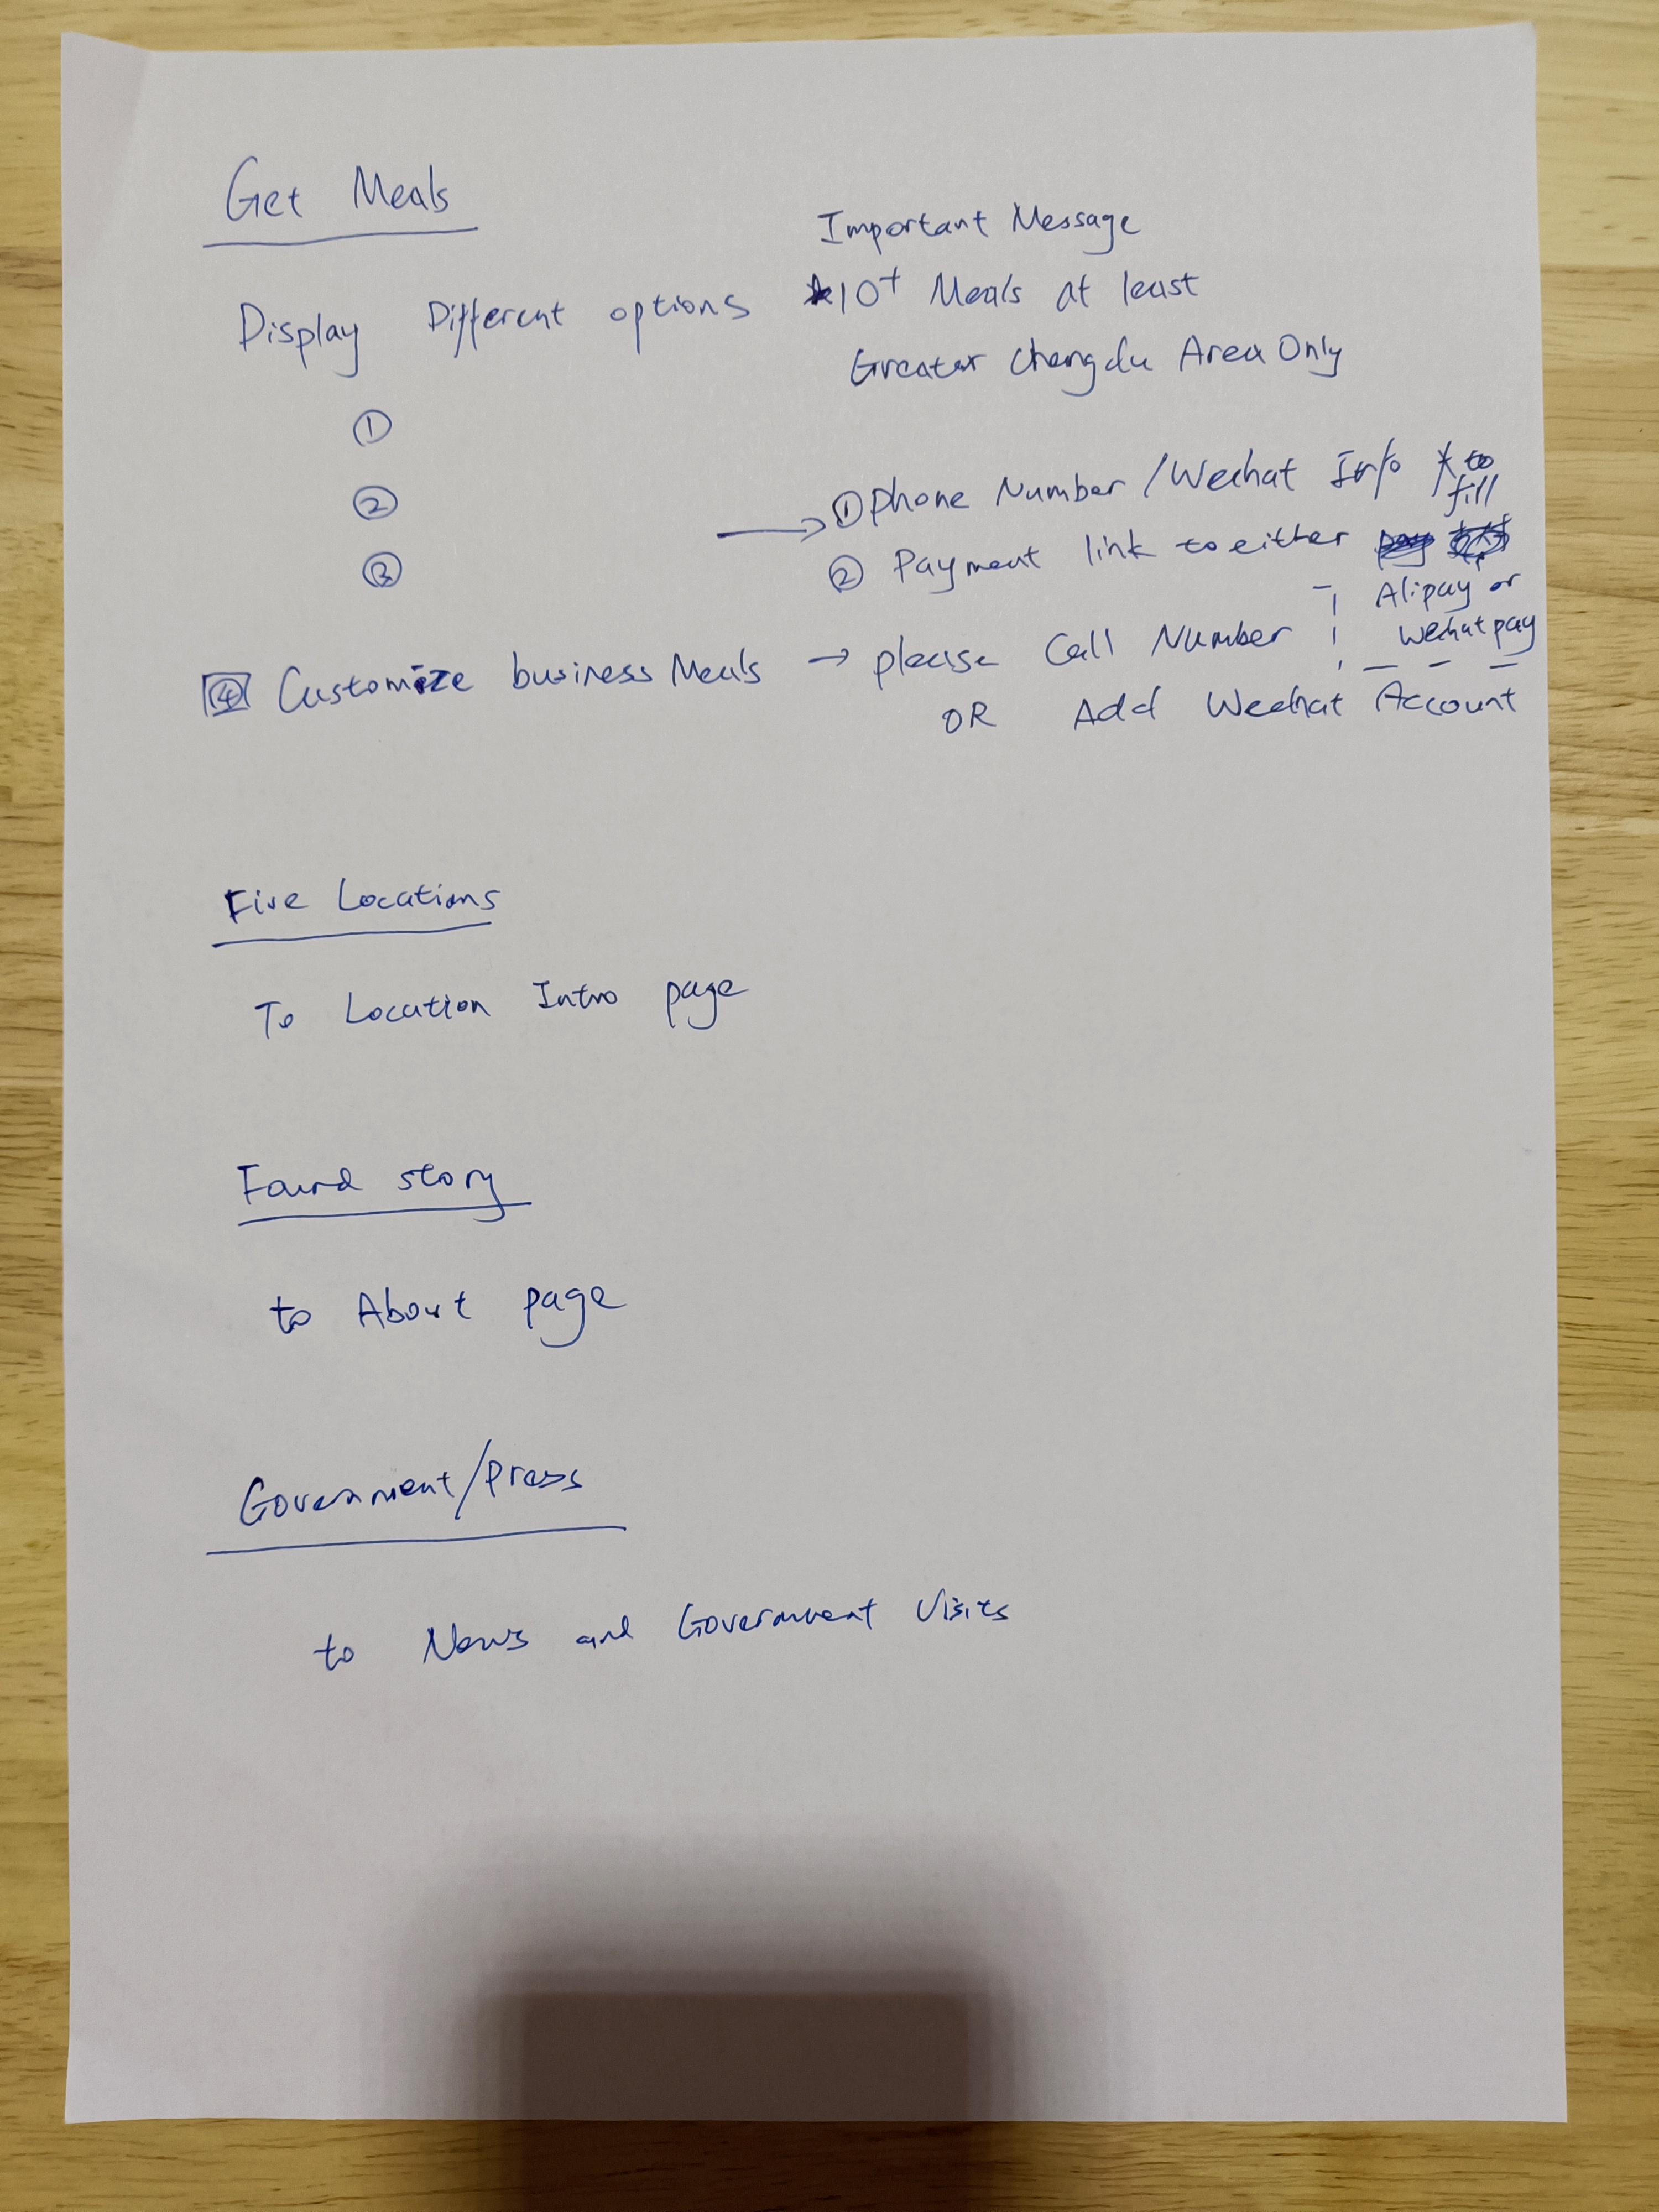 Get Meals
Important Message
Display Different options
*10+ Meals at least
Greater Chengdu Area Only
①
②
③
→ ① Phone Number / Wechat Info * to fill
② Payment link to either
Alipay or
Wechat pay
④ Customize business Meals → please Call Number
OR Add Wechat Account
Five Locations
To Location Intro page
Found story
to About page
Government/Press
to News and Government Visits